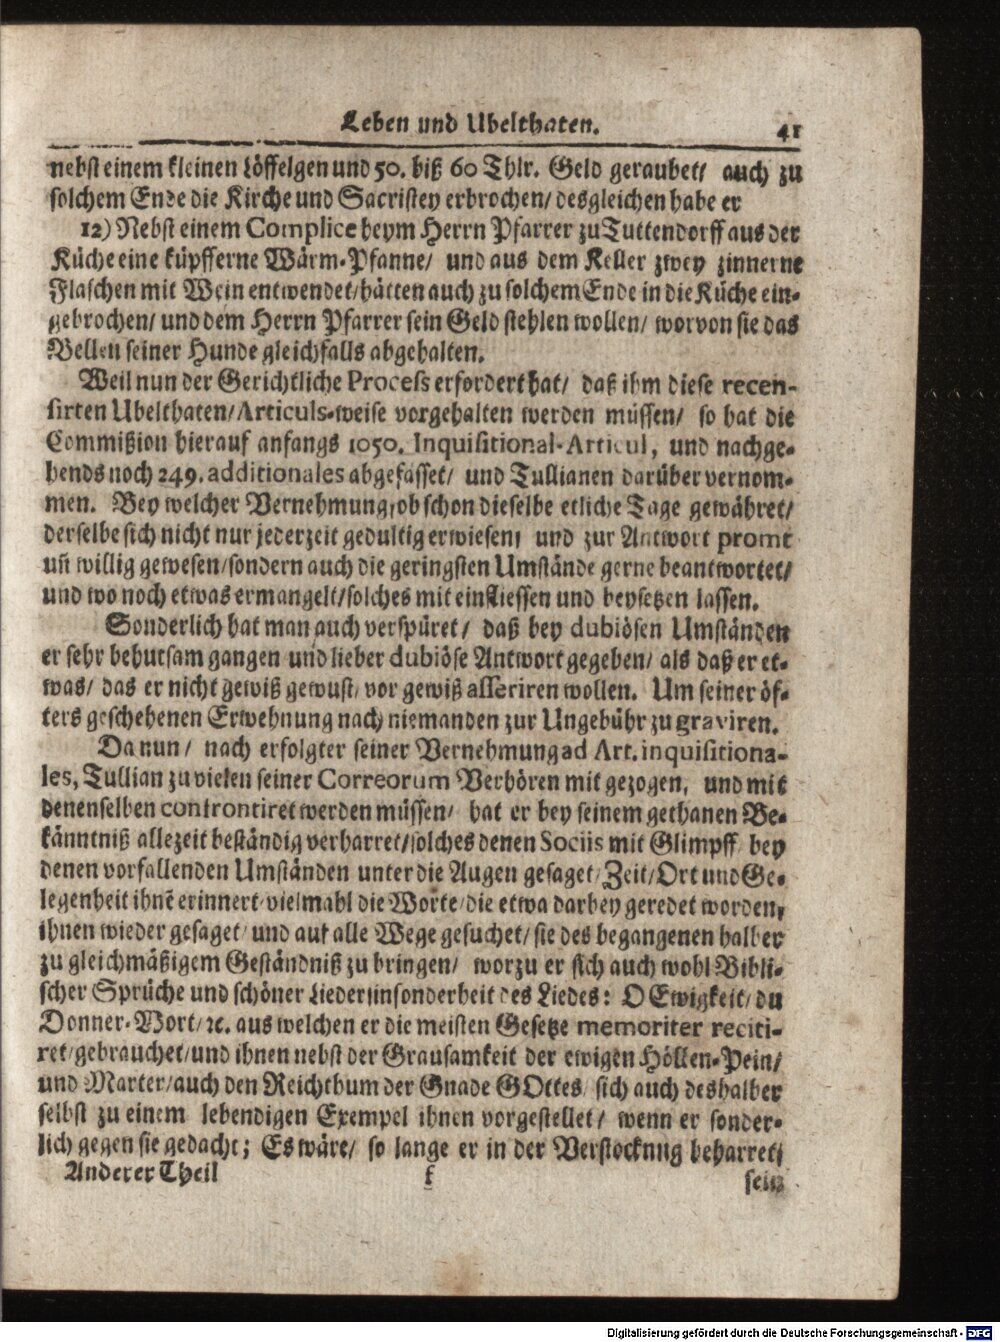 Leben und Ubelthaten. 41
nebst einem kleinen Löffelgen und 50. biß 60 Thlr. Geld geraubet/ auch zu
solchem Ende die Kirche und Sacristey erbrochen/ desgleichen habe er
12) Nebst einem Complice beym Herrn Pfarrer zu Tuttendorff aus der
Küche eine küpfferne Wärm-Pfanne/ und aus dem Keller zwey zinnerne
Flaschen mit Wein entwendet/ hätten auch zu solchem Ende in die Küche ein-
gebrochen/ und dem Herrn Pfarrer sein Geld stehlen wollen/ worvon sie das
Bellen seiner Hunde gleichfalls abgehalten.
Weil nun der Gerichtliche Process erfordert hat/ daß ihm diese recen-
sirten Ubelthaten/ Articuls-weise vorgehalten werden müssen/ so hat die
Commißion hierauf anfangs 1050. Inquisitional-Articul, und nachge-
hends noch 249. additionales abgefasset/ und Tullianen darüber vernom-
men. Bey welcher Vernehmung, ob schon dieselbe etliche Tage gewähret/
derselbe sich nicht nur jederzeit gedultig erwiesen, und zur Antwort promt
uñ willig gewesen/ sondern auch die geringsten Umstände gerne beantwortet/
und wo noch etwas ermangelt/ solches mit einfliessen und beysetzen lassen.
Sonderlich hat man auch verspüret/ daß bey dubiösen Umständen
er sehr behutsam gangen und lieber dubiöse Antwort gegeben/ als daß er et-
was/ das er nicht gewiß gewust, vor gewiß asseriren wollen. Um seiner öf-
ters geschehenen Erwehnung nach niemanden zur Ungebühr zu graviren.
Da nun/ nach erfolgter seiner Vernehmung ad Art. inquisitiona-
les, Tullian zu vielen seiner Correorum Verhören mit gezogen, und mit
denenselben confrontiret werden müssen/ hat er bey seinem gethanen Be-
känntniß allezeit beständig verharret/ solches denen Sociis mit Glimpff/ bey
denen vorfallenden Umständen unter die Augen gesaget/ Zeit/ Ort und Ge-
legenheit ihnẽ erinnert/ vielmahl die Worte/ die etwa darbey geredet worden,
ihnen wieder gesaget/ und auf alle Wege gesuchet/ sie des begangenen halber
zu gleichmäßigem Geständniß zu bringen/ worzu er sich auch wohl Bibli-
scher Sprüche und schöner Lieder, insonderheit des Liedes: O Ewigkeit/ du
Donner-Wort/ ꝛc. aus welchen er die meisten Gesetze memoriter reciti-
ret/ gebrauchet/ und ihnen nebst der Grausamkeit der ewigen Höllen-Pein/
und Marter/ auch den Reichthum der Gnade GOttes/ sich auch deshalber
selbst zu einem lebendigen Exempel ihnen vorgestellet/ wenn er sonder-
lich gegen sie gedacht; Es wäre/ so lange er in der Verstocknng beharret,
Anderer Theil f sein
Digitalisierung gefördert durch die Deutsche Forschungsgemeinschaft - DFG